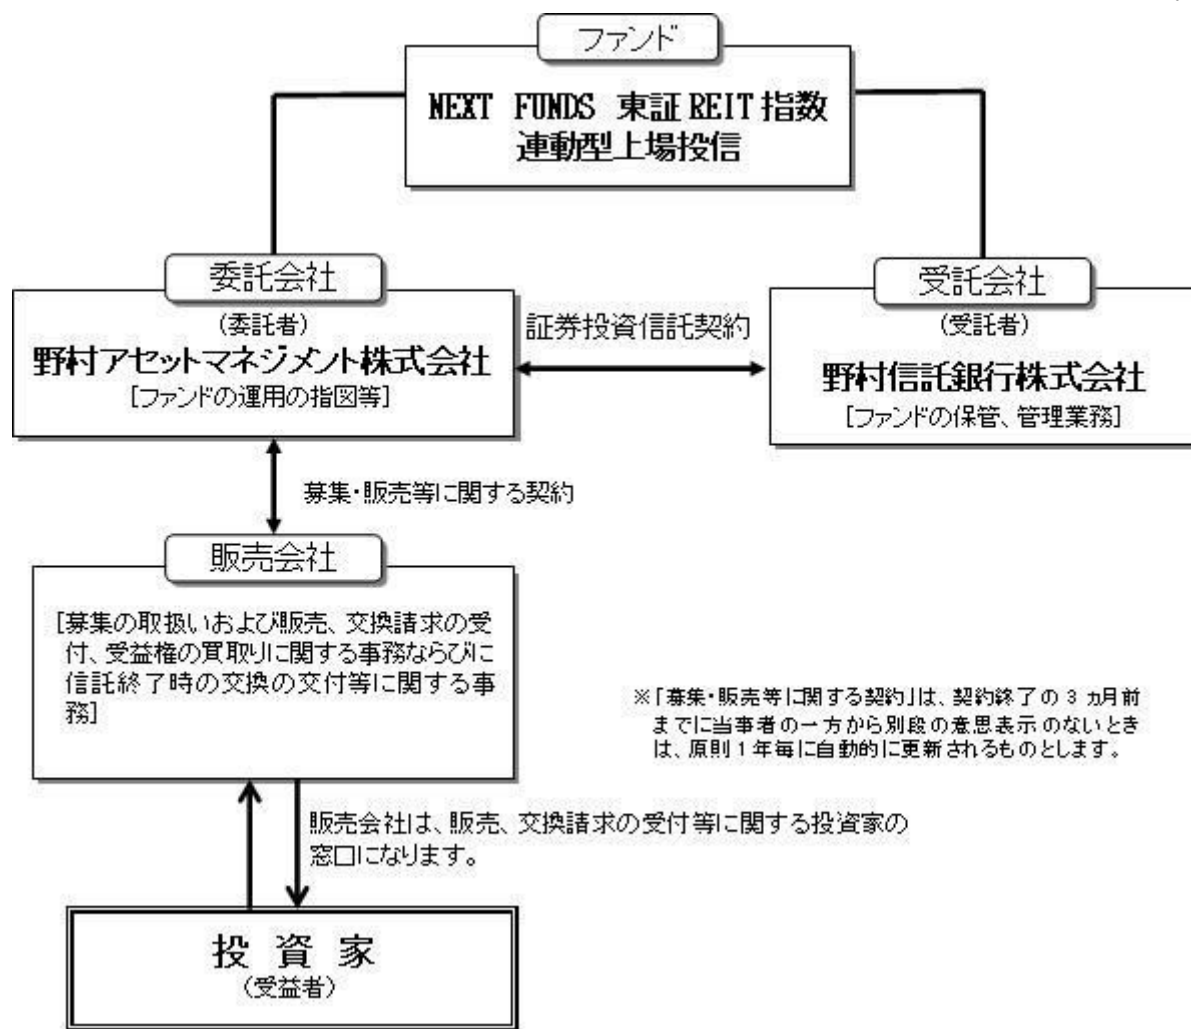 ファンド
NEXT FUNDS 東証REIT指数
連動型上場投信
委託会社
(委託者)
野村アセットマネジメント株式会社
[ファンドの運用の指図等]
証券投資信託契約
受託会社
(受託者)
野村信託銀行株式会社
[ファンドの保管、管理業務]
募集・販売等に関する契約
販売会社
[募集の取扱いおよび販売、交換請求の受
付、受益権の買取りに関する事務ならびに
信託終了時の交換の交付等に関する事
務]
※「募集・販売等に関する契約」は、契約終了の3ヵ月前
までに当事者の一方から別段の意思表示のないとき
は、原則1年毎に自動的に更新されるものとします。
販売会社は、販売、交換請求の受付等に関する投資家の
窓口になります。
投資家
(受益者)